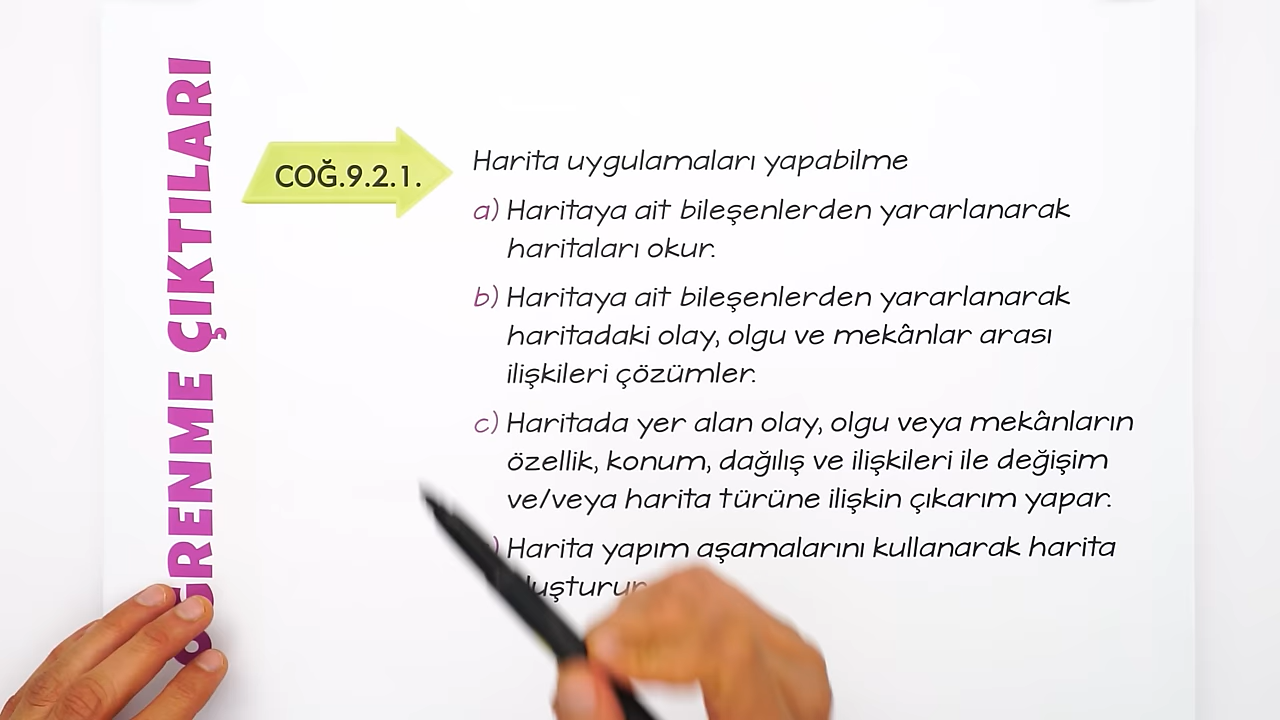 ÖĞRENME ÇIKTILARI
COĞ.9.2.1.
Harita uygulamaları yapabilme
a) Haritaya ait bileşenlerden yararlanarak
haritaları okur.
b) Haritaya ait bileşenlerden yararlanarak
haritadaki olay, olgu ve mekânlar arası
ilişkileri çözümler.
c) Haritada yer alan olay, olgu veya mekânların
özellik, konum, dağılış ve ilişkileri ile değişim
ve/veya harita türüne ilişkin çıkarım yapar.
Harita yapım aşamalarını kullanarak harita